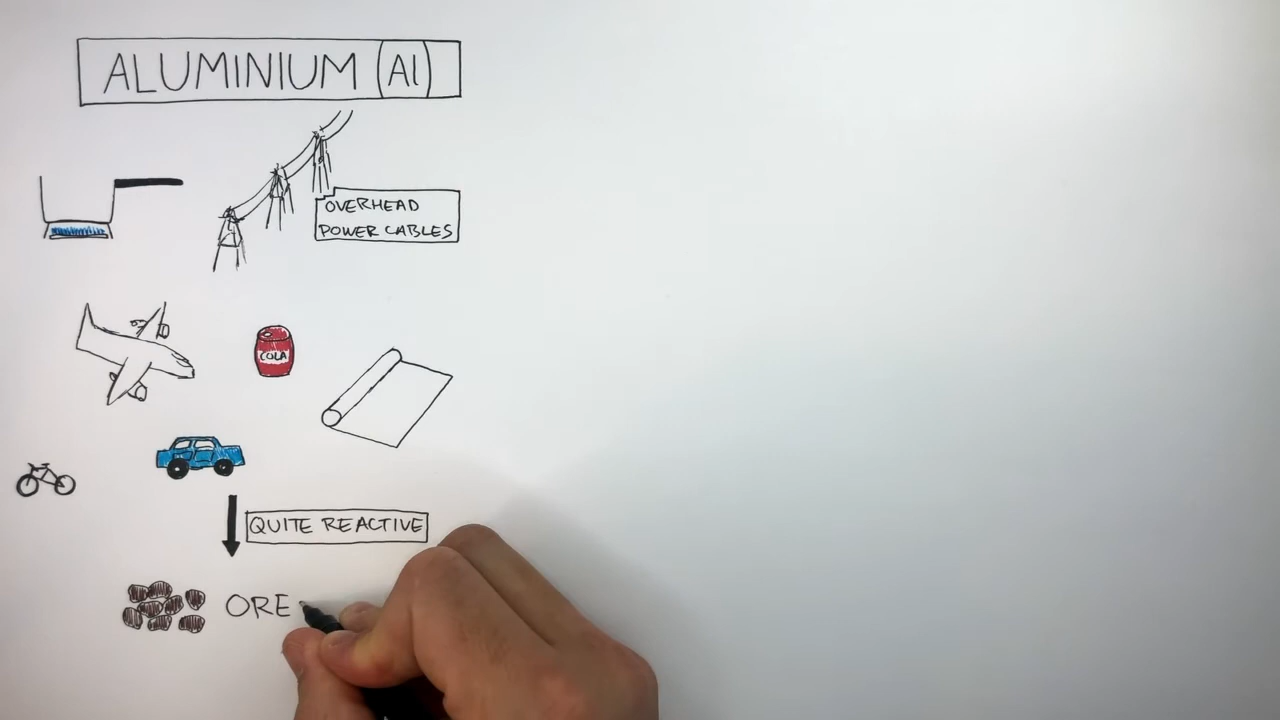 ALUMINIUM (Al)
OVERHEAD
POWER CABLES
COLA
QUITE REACTIVE
ORE